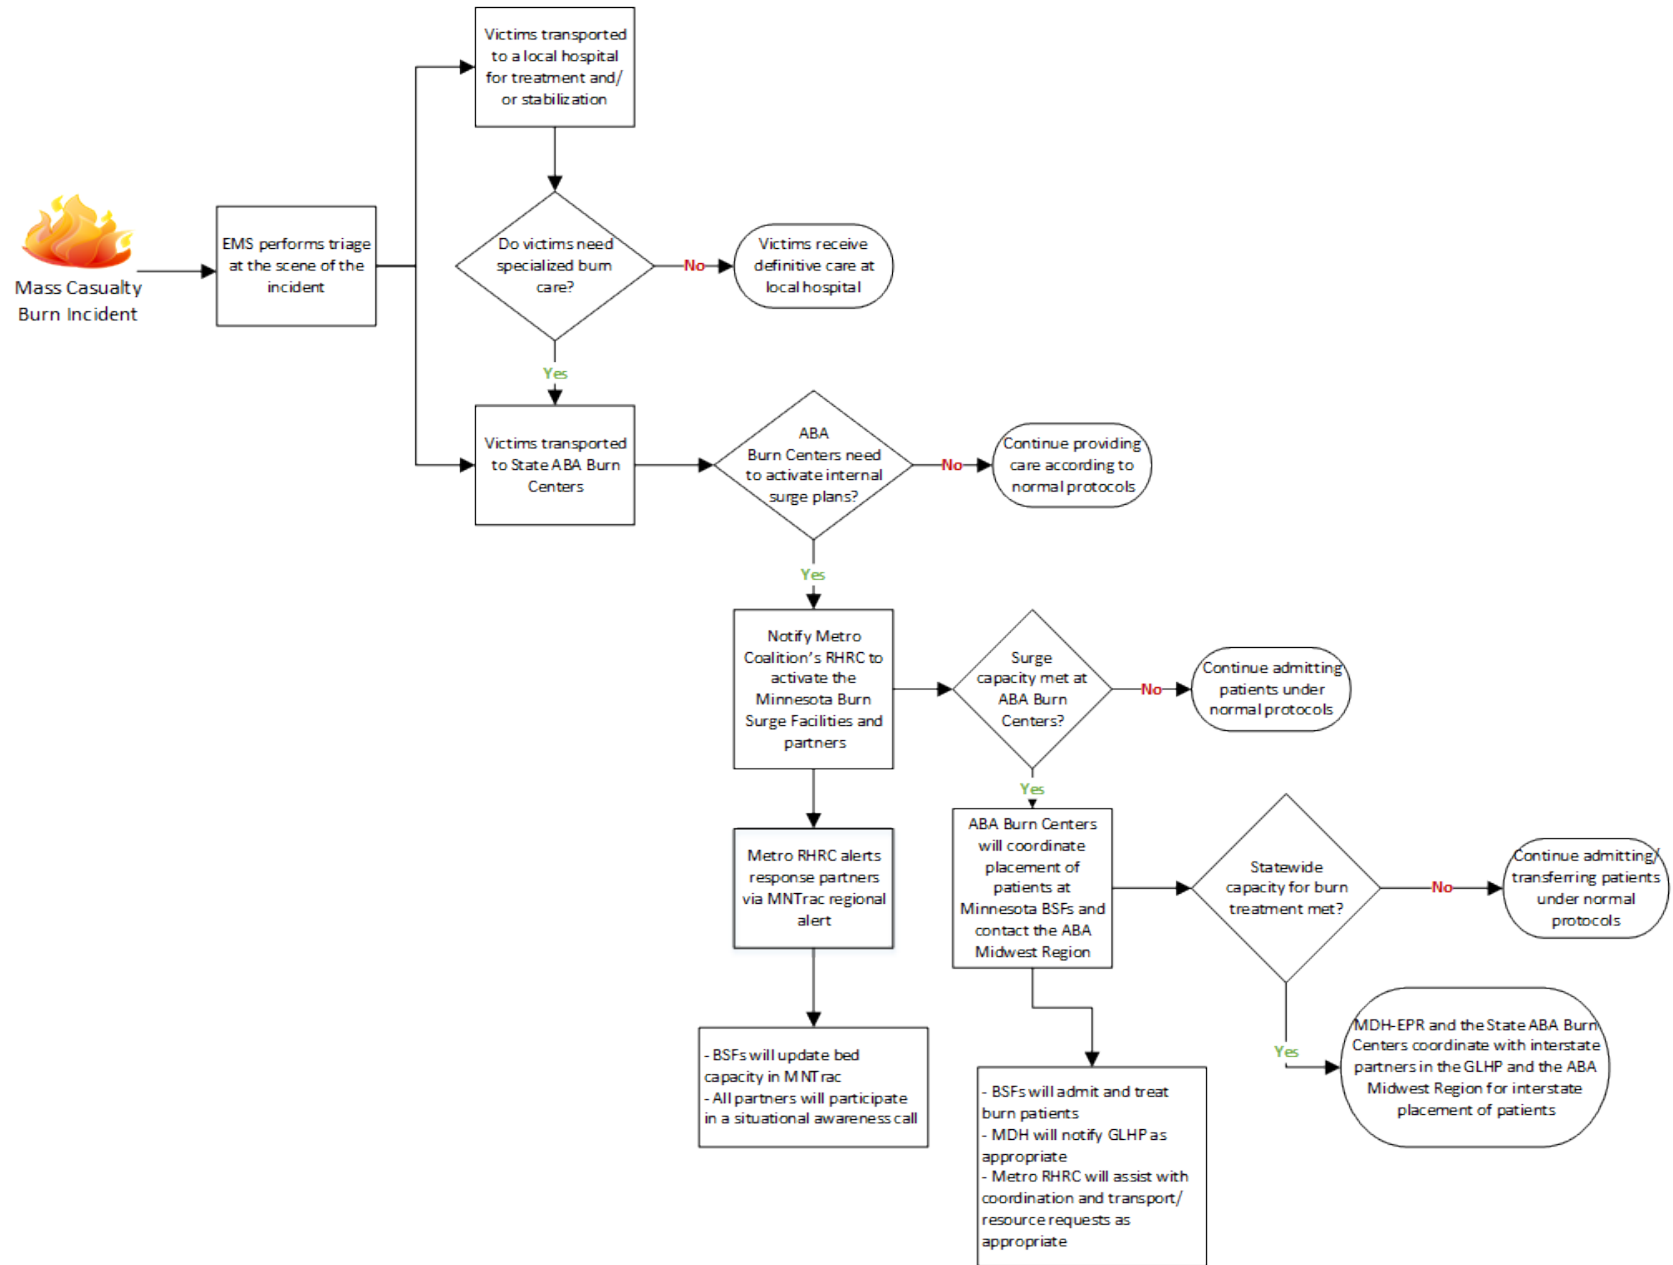 Victims transported
to a local hospital
for treatment and/
or stabilization
Mass Casualty
Burn Incident
EMS performs triage
at the scene of the
incident
Do victims need
specialized burn
care?
No
Victims receive
definitive care at
local hospital
Yes
Victims transported
to State ABA Burn
Centers
ABA
Burn Centers need
to activate internal
surge plans?
No
Continue providing
care according to
normal protocols
Yes
Notify Metro
Coalition's RHRC to
activate the
Minnesota Burn
Surge Facilities and
partners
Surge
capacity met at
ABA Burn
Centers?
No
Continue admitting
patients under
normal protocols
Yes
Metro RHRC alerts
response partners
via MNTrac regional
alert
ABA Burn Centers
will coordinate
placement of
patients at
Minnesota BSFs and
contact the ABA
Midwest Region
Statewide
capacity for burn
treatment met?
No
Continue admitting/
transferring patients
under normal
protocols
Yes
MDH-EPR and the State ABA Burn
Centers coordinate with interstate
partners in the GLHP and the ABA
Midwest Region for interstate
placement of patients
- BSFs will update bed
capacity in MNTrac
- All partners will participate
in a situational awareness call
- BSFs will admit and treat
burn patients
- MDH will notify GLHP as
appropriate
- Metro RHRC will assist with
coordination and transport/
resource requests as
appropriate